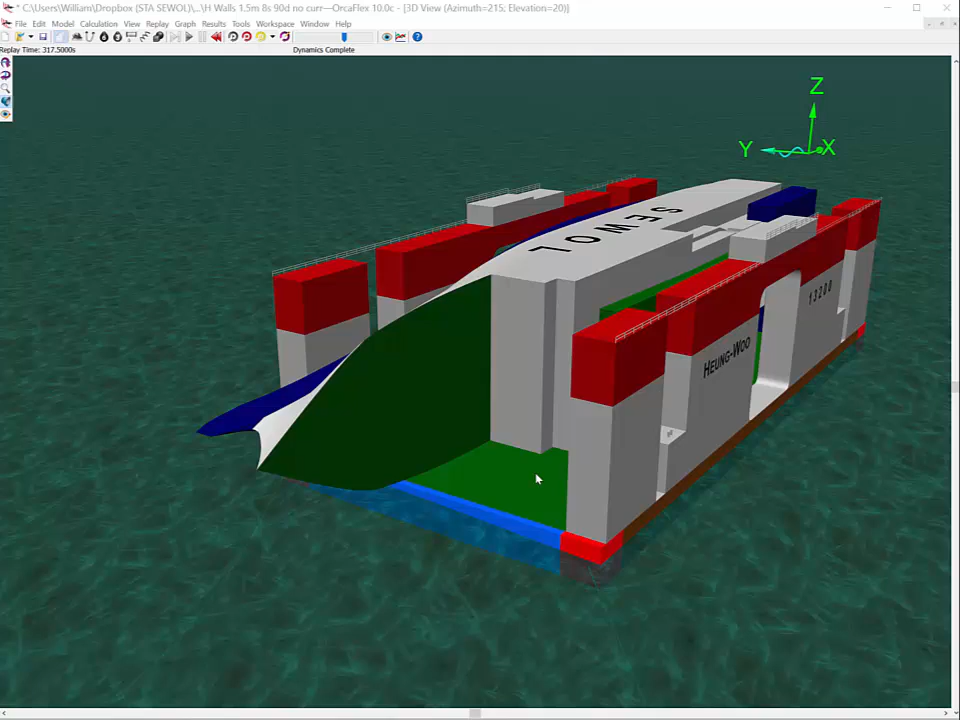 * C:\Users\William\Dropbox (STA SEWOL)\...\H Walls 1.5m 8s 90d no curr—OrcaFlex 10.0c - [3D View (Azimuth=215; Elevation=20)]
File Edit Model Calculation View Replay Graph Results Tools Workspace Window Help
Replay Time: 317.5000s
Dynamics Complete
Z
Y
X
SEWOL
13200
HEUNG-WOO